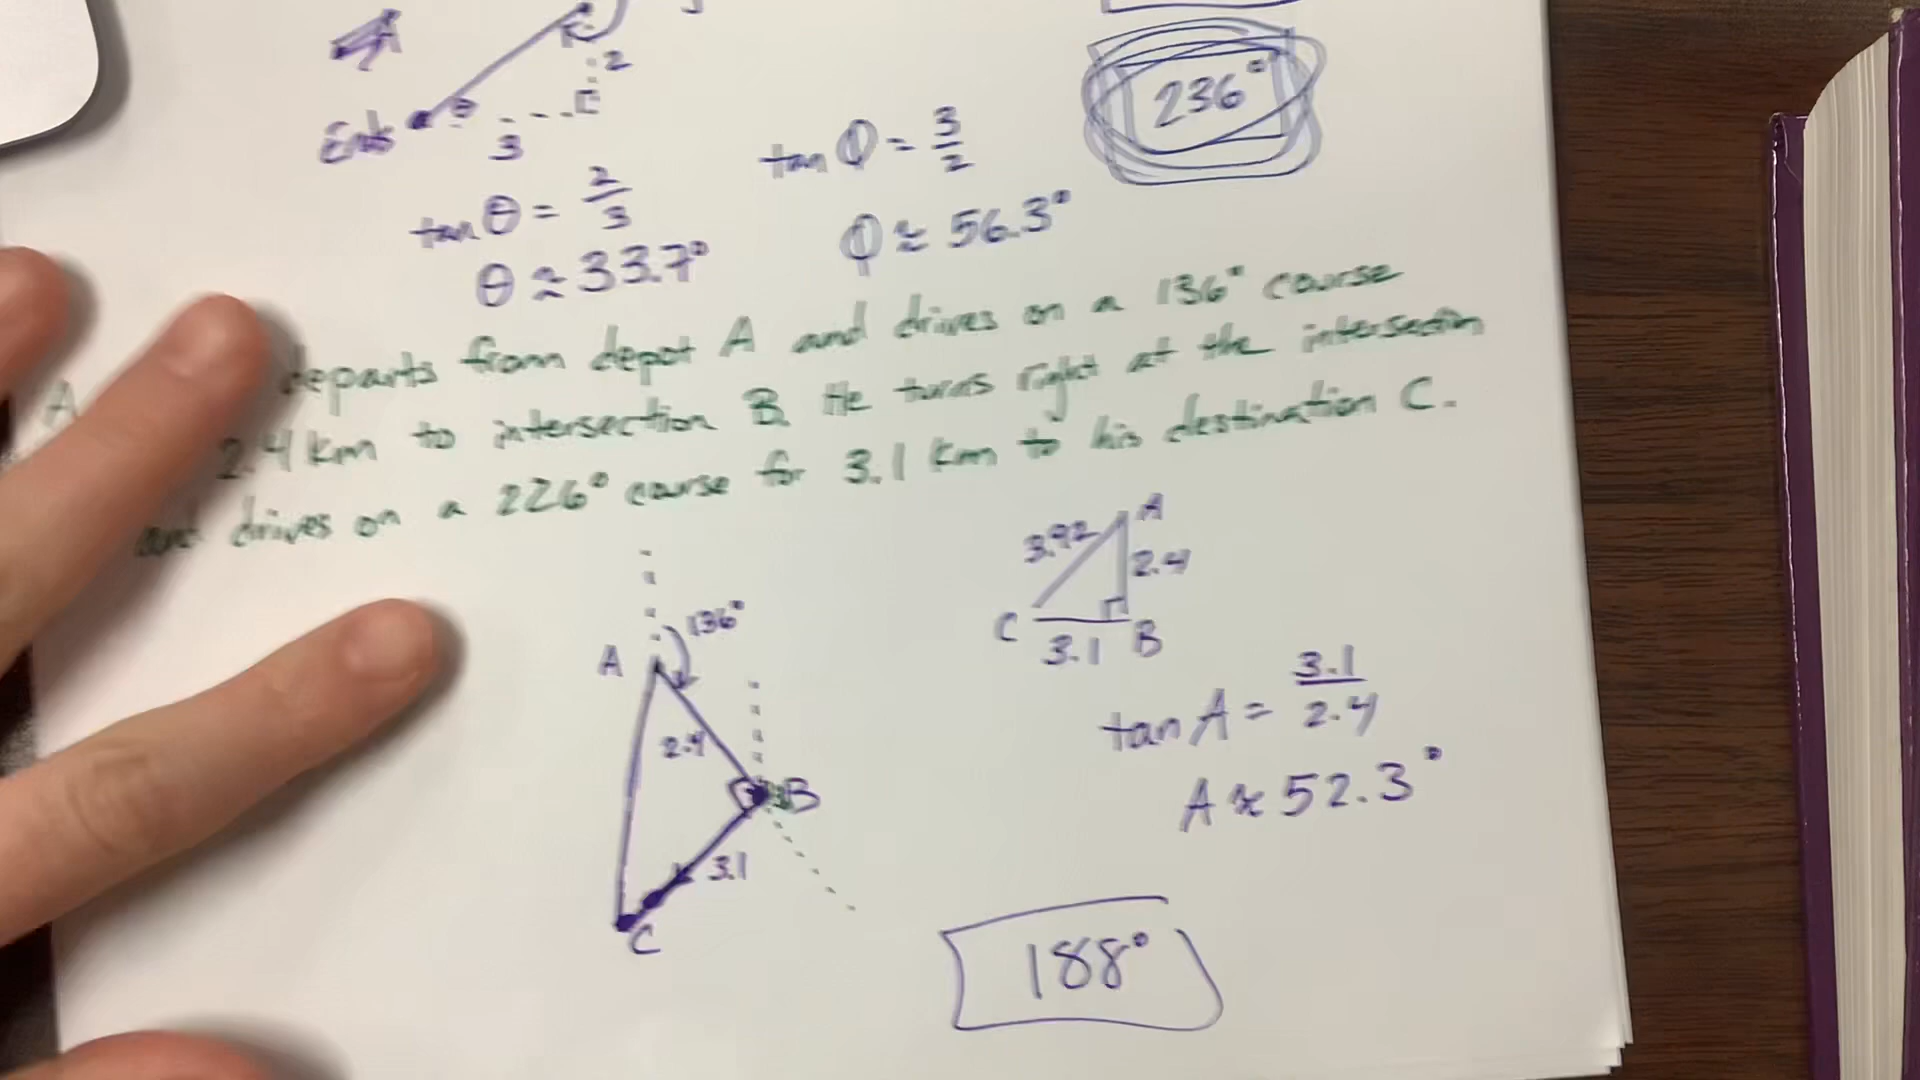 A
2
Ents
θ
3
236°
tan θ = 2/3
tan Φ = 3/2
θ ≈ 33.7°
Φ ≈ 56.3°
A departs from depot A and drives on a 136° course
2.4 km to intersection B. He turns right at the intersection
and drives on a 226° course for 3.1 km to his destination C.
A
3.92
2.4
C
3.1
B
136°
A
2.4
B
3.1
C
tan A = 3.1/2.4
A ≈ 52.3°
188°